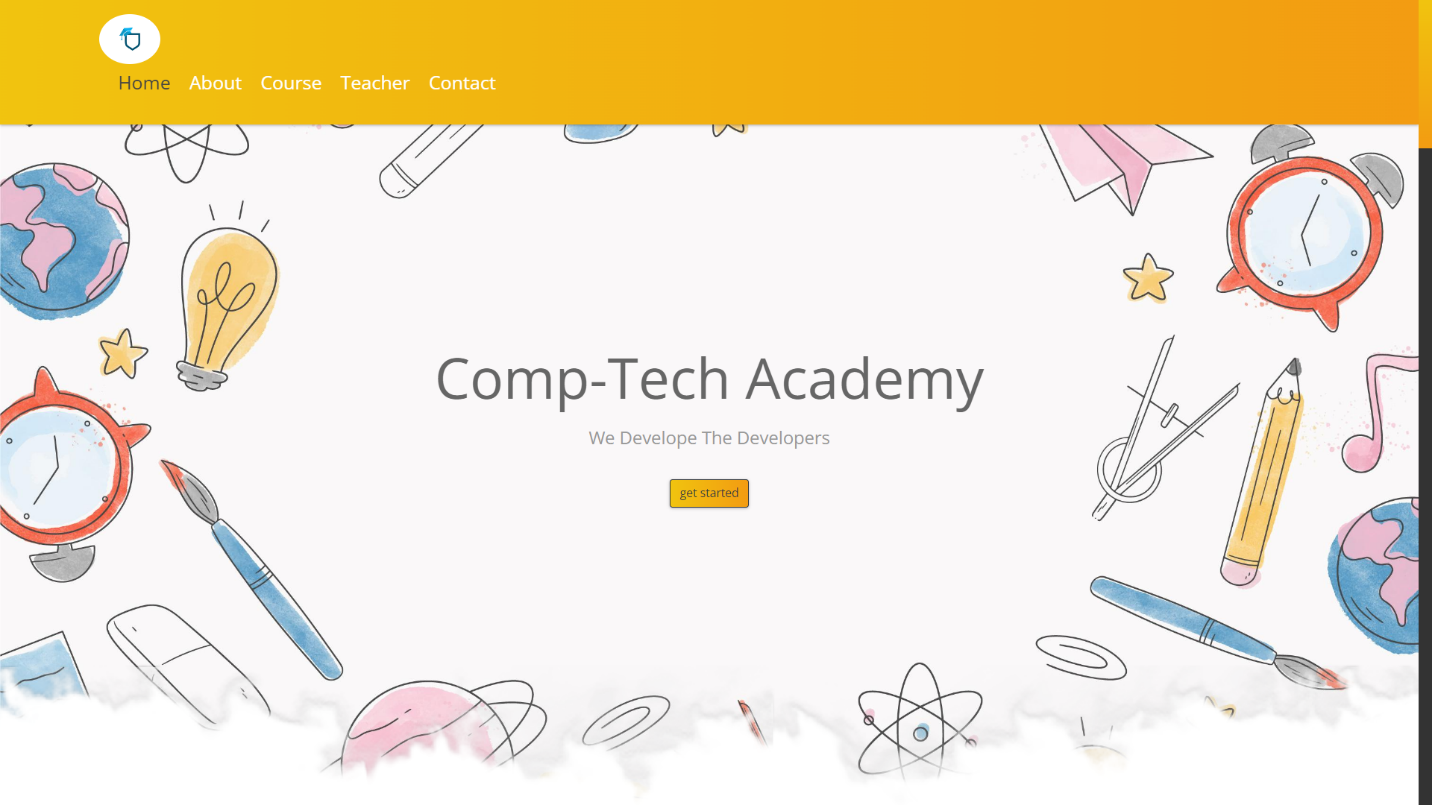 Home About Course Teacher Contact
Comp-Tech Academy
We Develope The Developers
get started